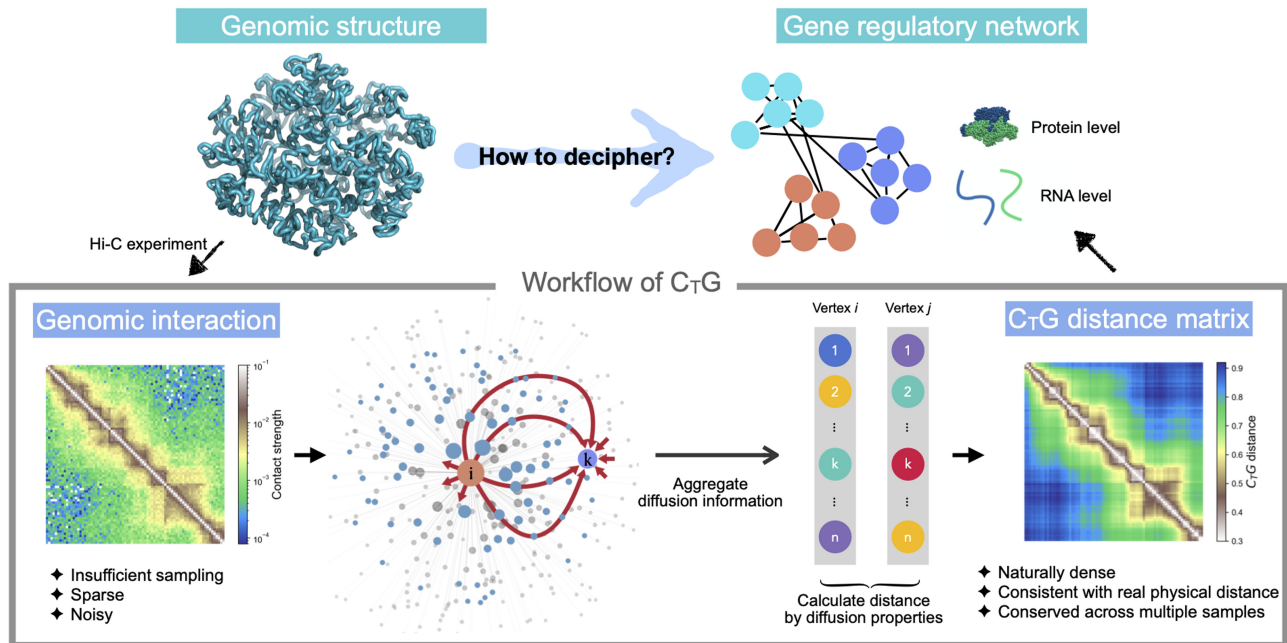 Genomic structure
Gene regulatory network
How to decipher?
Protein level
RNA level
Hi-C experiment
Workflow of CTG
Genomic interaction
10⁻¹
10⁻²
10⁻³
10⁻⁴
Contact strength
Insufficient sampling
Sparse
Noisy
i
k
Aggregate
diffusion information
Vertex i
Vertex j
1
1
2
2
...
...
k
k
...
...
n
n
Calculate distance
by diffusion properties
CTG distance matrix
0.9
0.8
0.7
0.6
0.5
0.4
0.3
CTG distance
Naturally dense
Consistent with real physical distance
Conserved across multiple samples